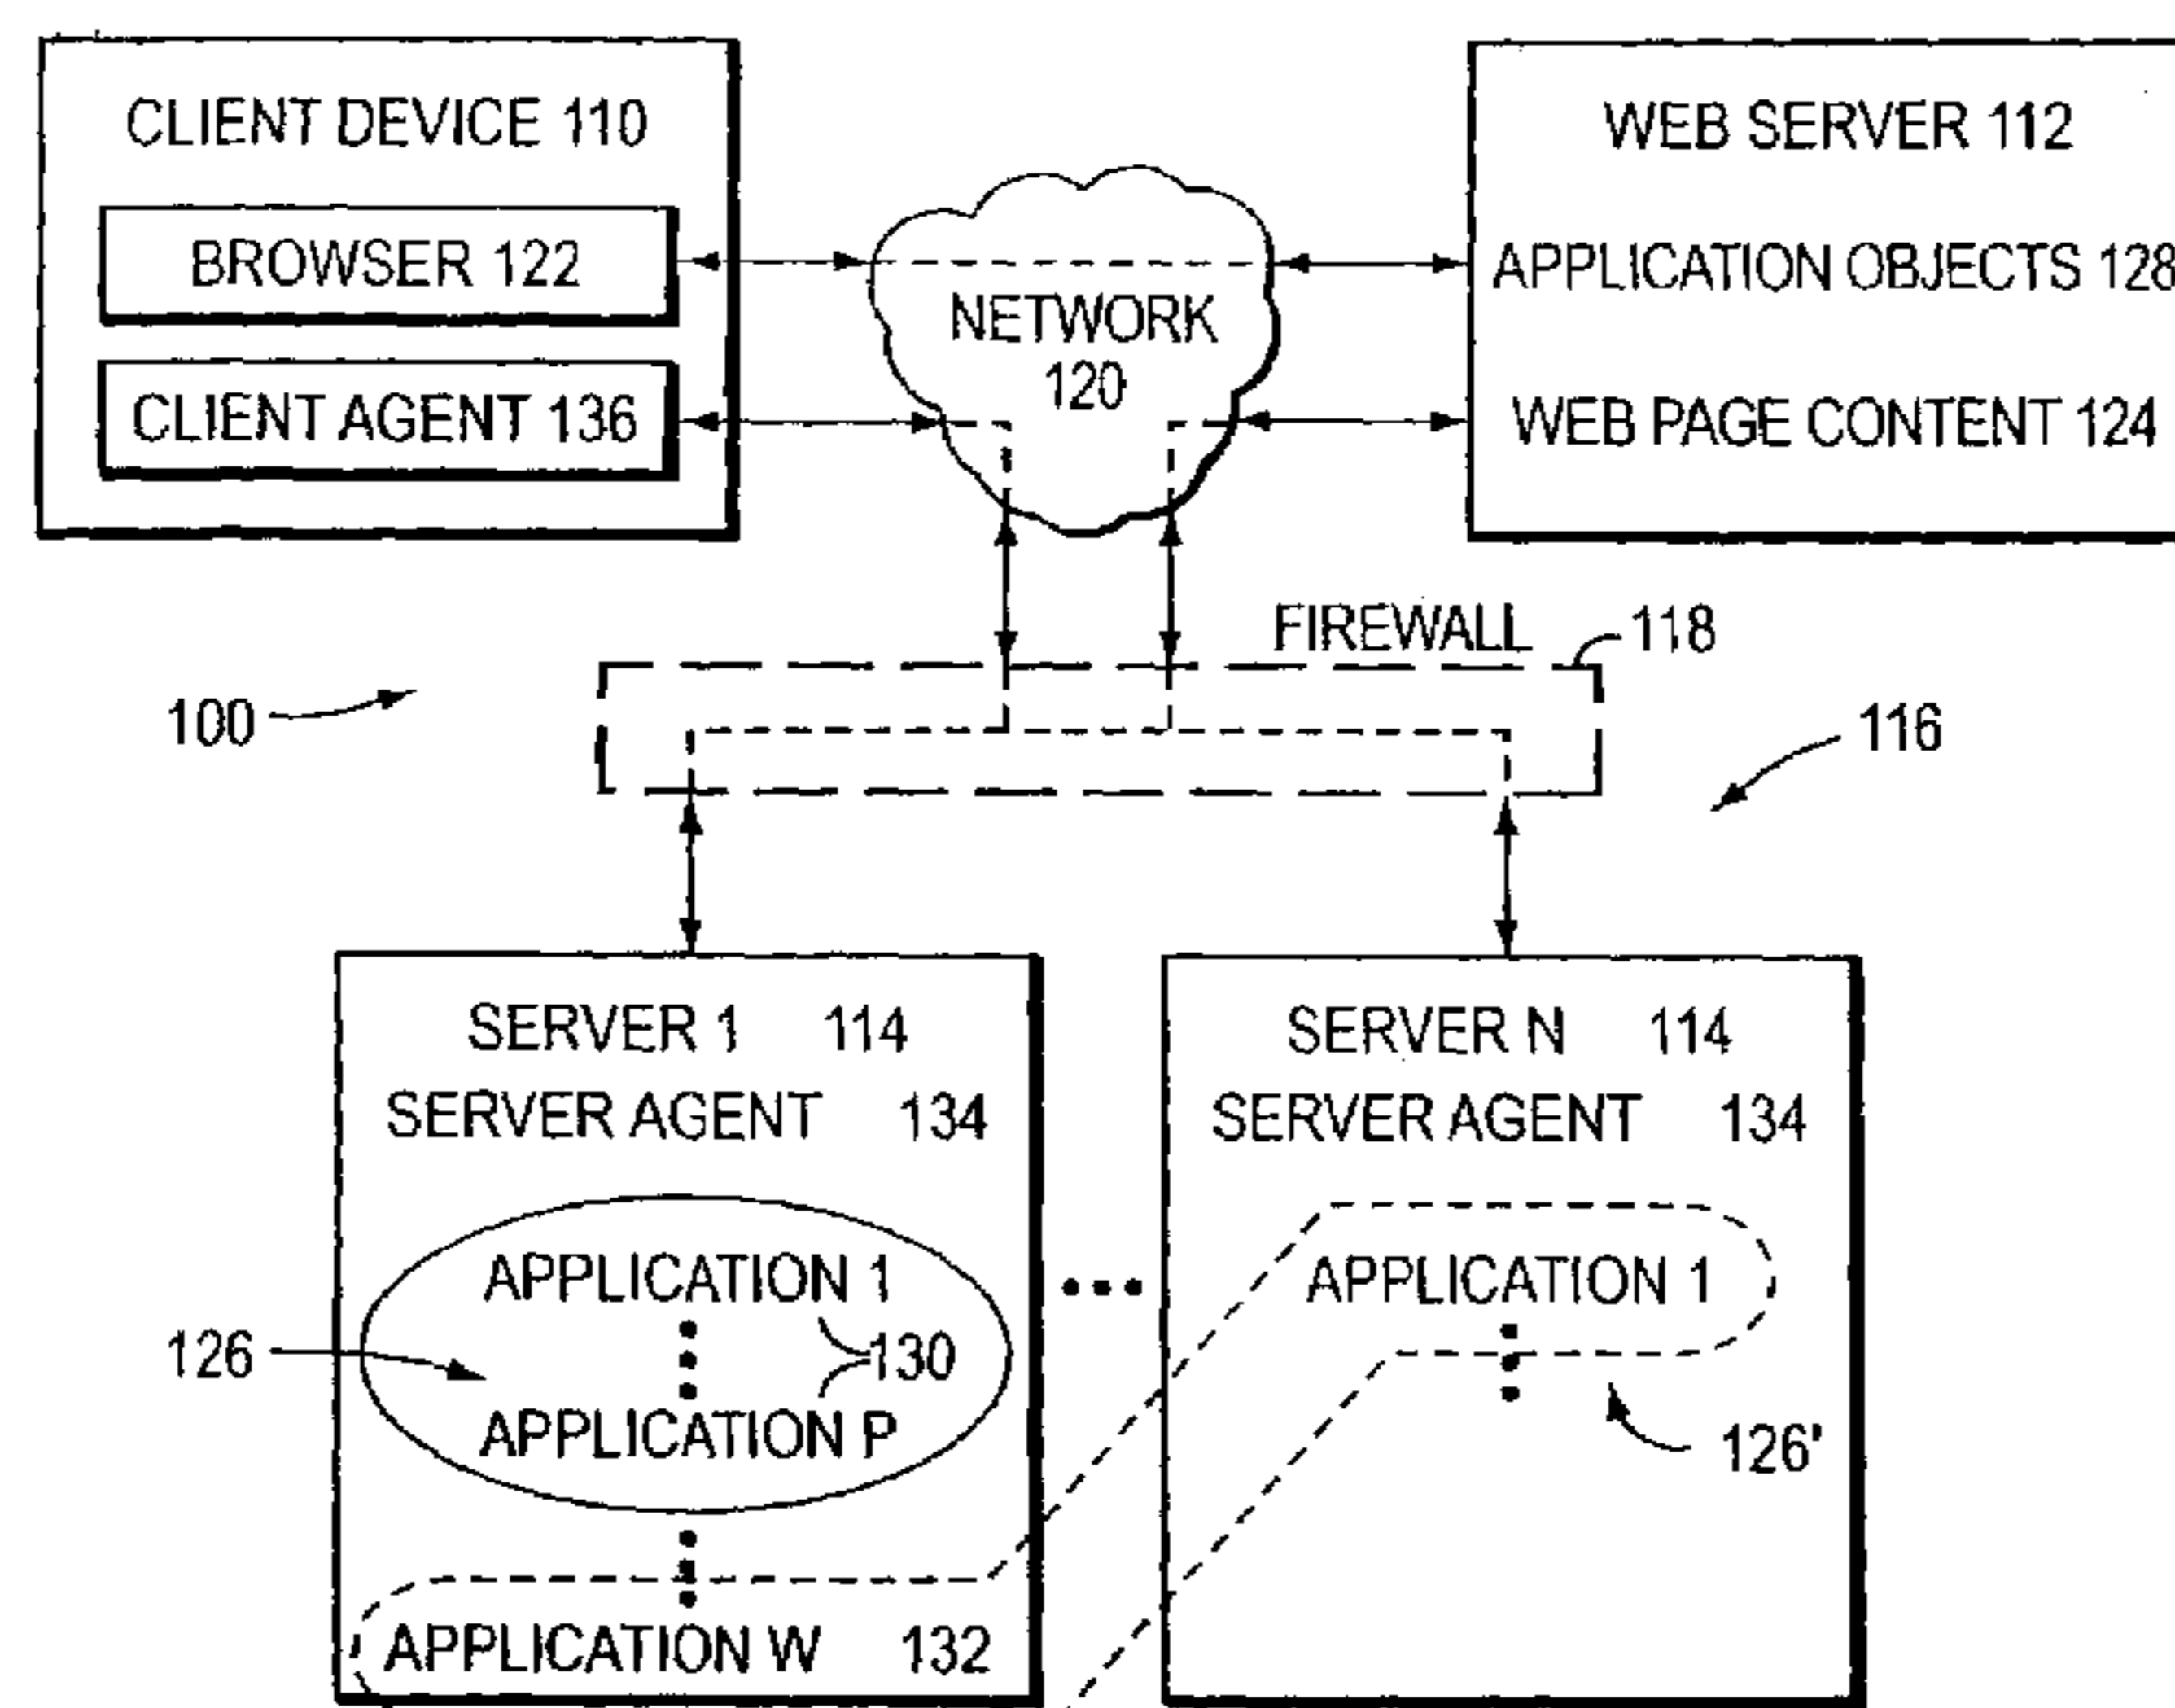 CLIENT DEVICE 110
BROWSER 122
CLIENT AGENT 136
NETWORK
120
WEB SERVER 112
APPLICATION OBJECTS 128
WEB PAGE CONTENT 124
FIREWALL 118
100
116
SERVER 1 114
SERVER AGENT 134
APPLICATION 1
130
126
APPLICATION P
APPLICATION W 132
SERVER N 114
SERVER AGENT 134
APPLICATION 1
126'